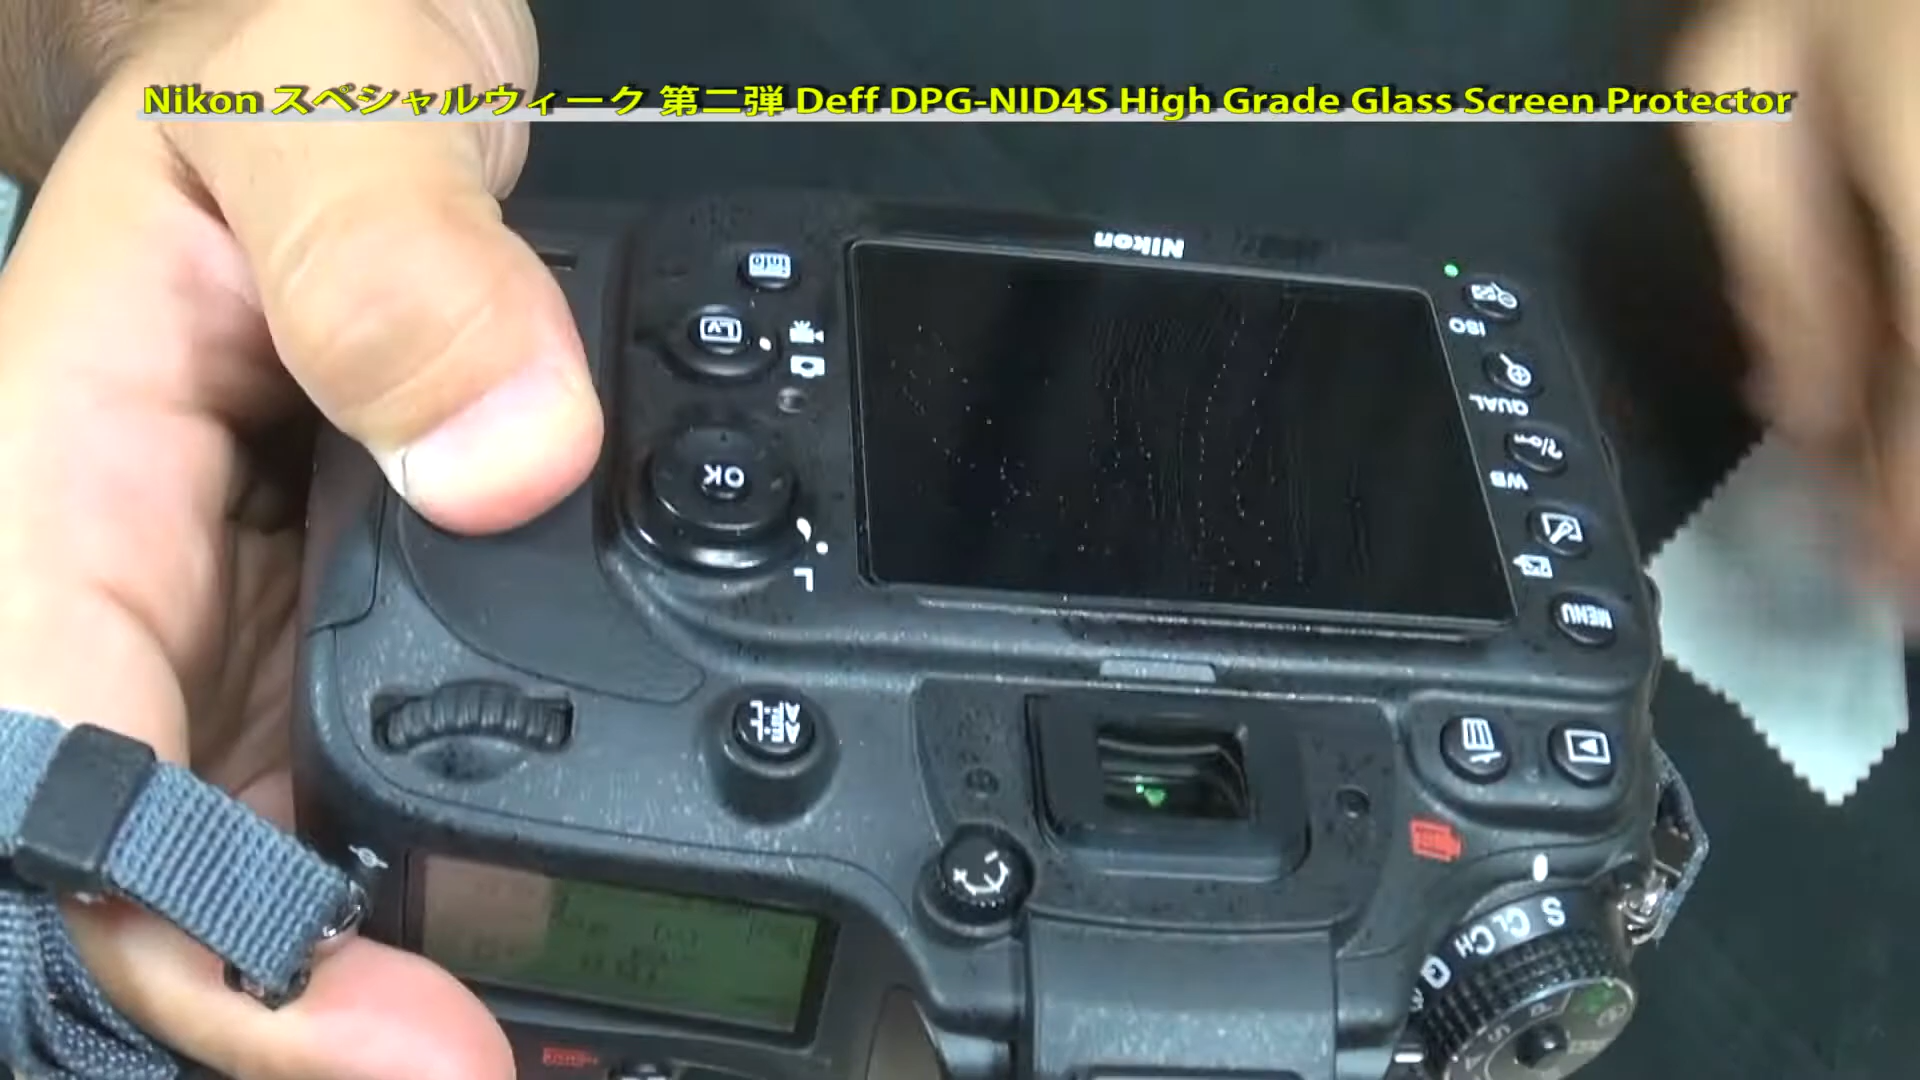 Nikon スペシャルウィーク 第二弾 Deff DPG-NID4S High Grade Glass Screen Protector
Nikon
info
Lv
ISO
QUAL
OK
?/
WB
L
MENU
AE-L
AF-L
S CL CH Q